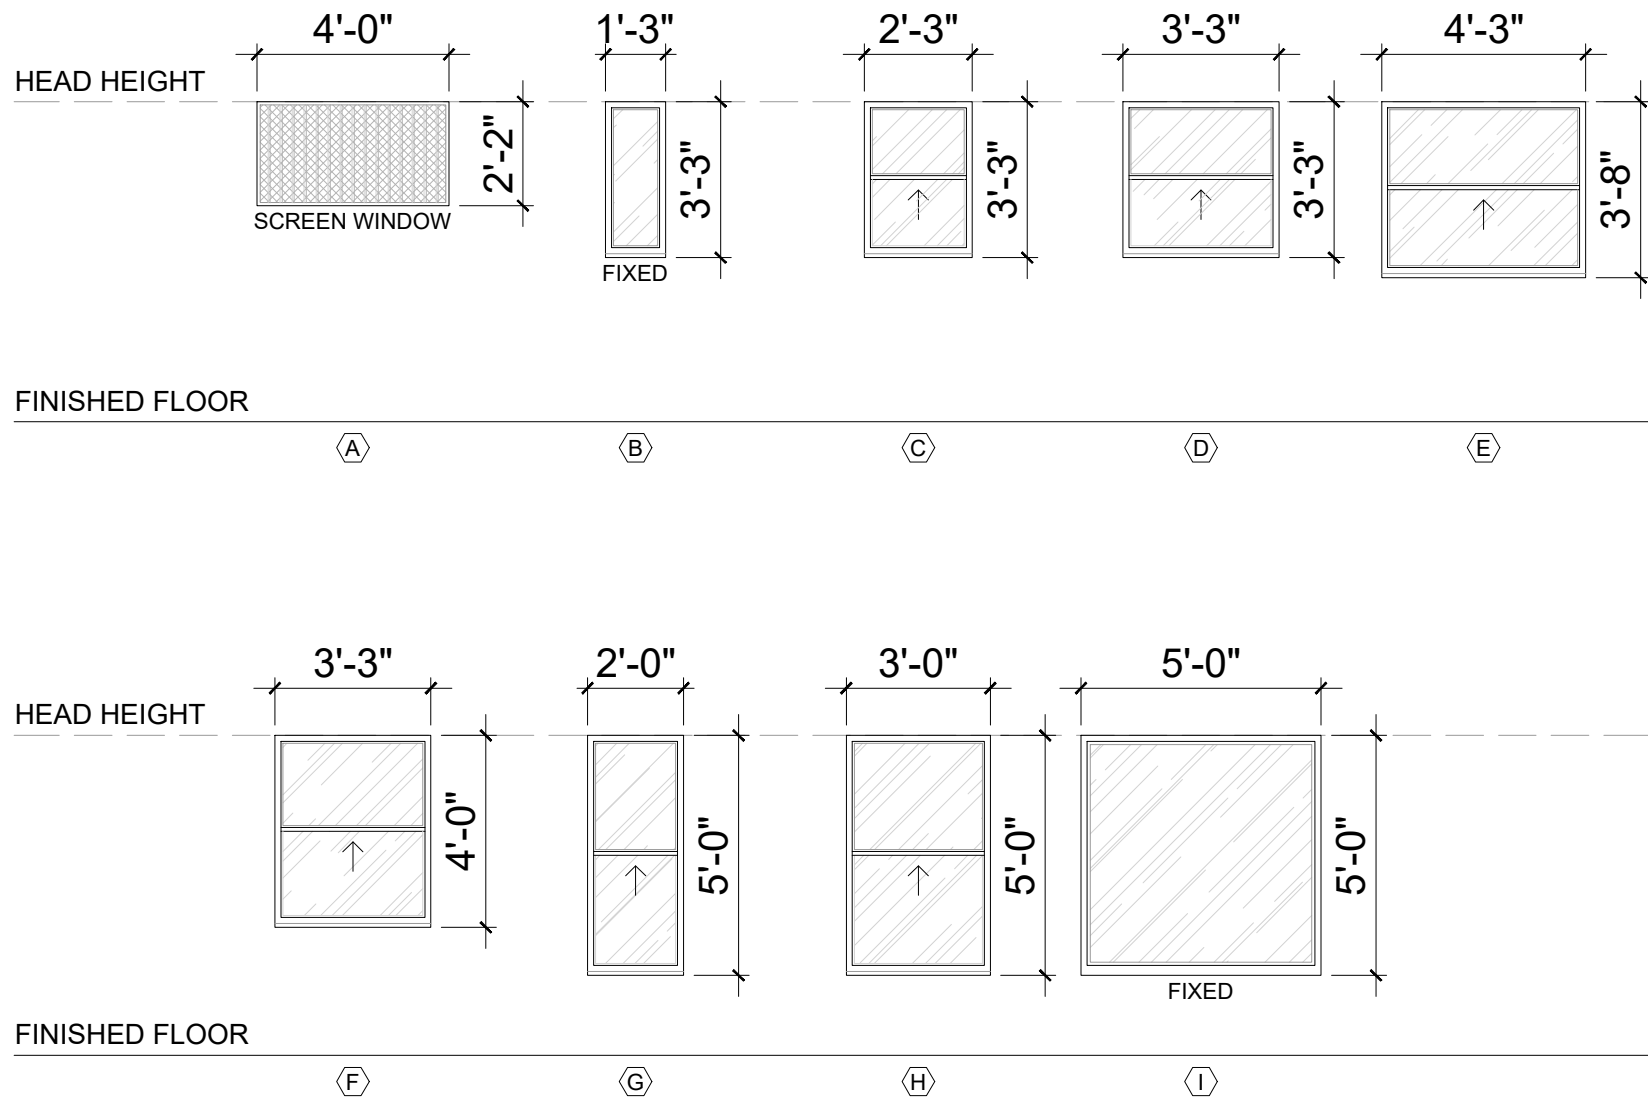 4'-0" 1'-3" 2'-3" 3'-3" 4'-3"
HEAD HEIGHT
2'-2" 3'-3" 3'-3" 3'-3" 3'-8"
SCREEN WINDOW
FIXED
FINISHED FLOOR
A B C D E
3'-3" 2'-0" 3'-0" 5'-0"
HEAD HEIGHT
4'-0" 5'-0" 5'-0" 5'-0"
FIXED
FINISHED FLOOR
F G H I